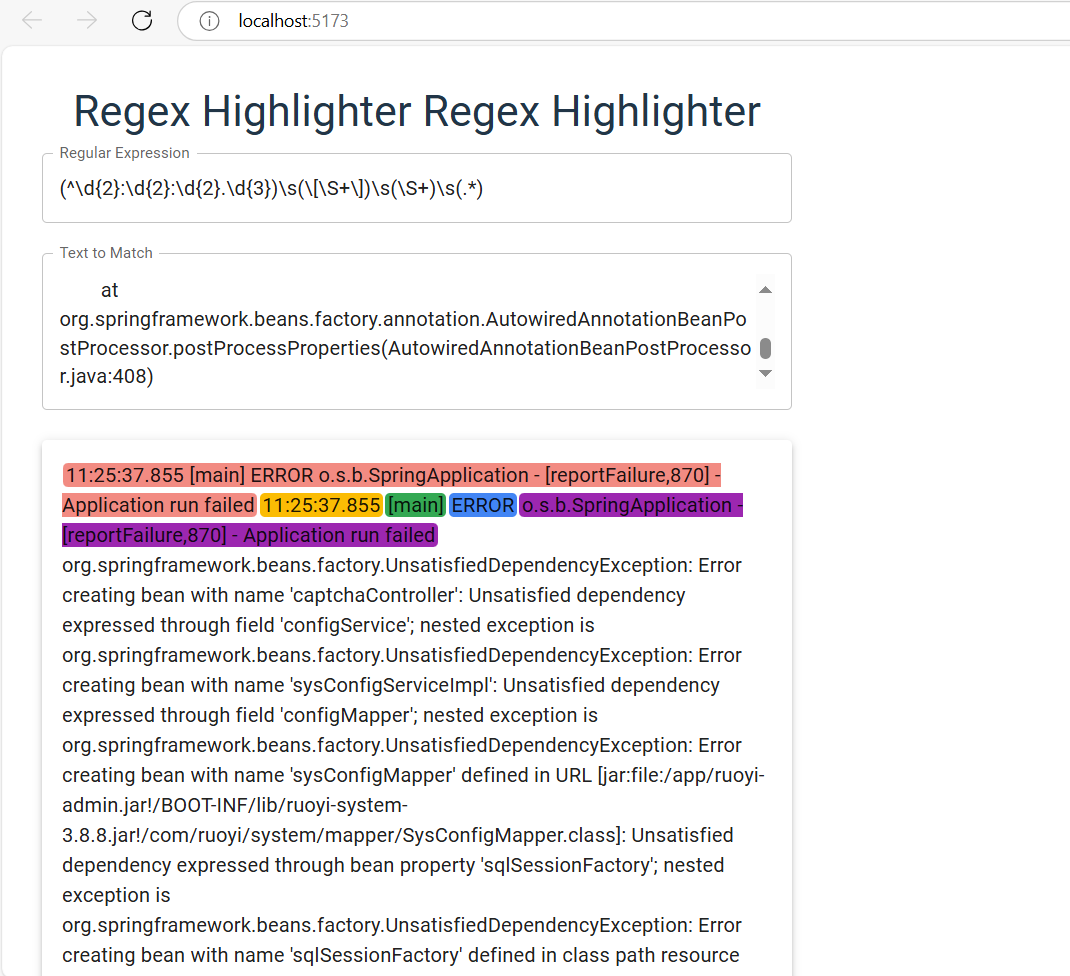 localhost:5173
Regex Highlighter Regex Highlighter
Regular Expression
(^\d{2}:\d{2}:\d{2}.\d{3})\s(\[\S+\])\s(\S+)\s(.*)
Text to Match
at
org.springframework.beans.factory.annotation.AutowiredAnnotationBeanPo
stProcessor.postProcessProperties(AutowiredAnnotationBeanPostProcesso
r.java:408)
11:25:37.855 [main] ERROR o.s.b.SpringApplication - [reportFailure,870] -
Application run failed 11:25:37.855 [main] ERROR o.s.b.SpringApplication -
[reportFailure,870] - Application run failed
org.springframework.beans.factory.UnsatisfiedDependencyException: Error
creating bean with name 'captchaController': Unsatisfied dependency
expressed through field 'configService'; nested exception is
org.springframework.beans.factory.UnsatisfiedDependencyException: Error
creating bean with name 'sysConfigServiceImpl': Unsatisfied dependency
expressed through field 'configMapper'; nested exception is
org.springframework.beans.factory.UnsatisfiedDependencyException: Error
creating bean with name 'sysConfigMapper' defined in URL [jar:file:/app/ruoyi-
admin.jar!/BOOT-INF/lib/ruoyi-system-
3.8.8.jar!/com/ruoyi/system/mapper/SysConfigMapper.class]: Unsatisfied
dependency expressed through bean property 'sqlSessionFactory'; nested
exception is
org.springframework.beans.factory.UnsatisfiedDependencyException: Error
creating bean with name 'sqlSessionFactory' defined in class path resource